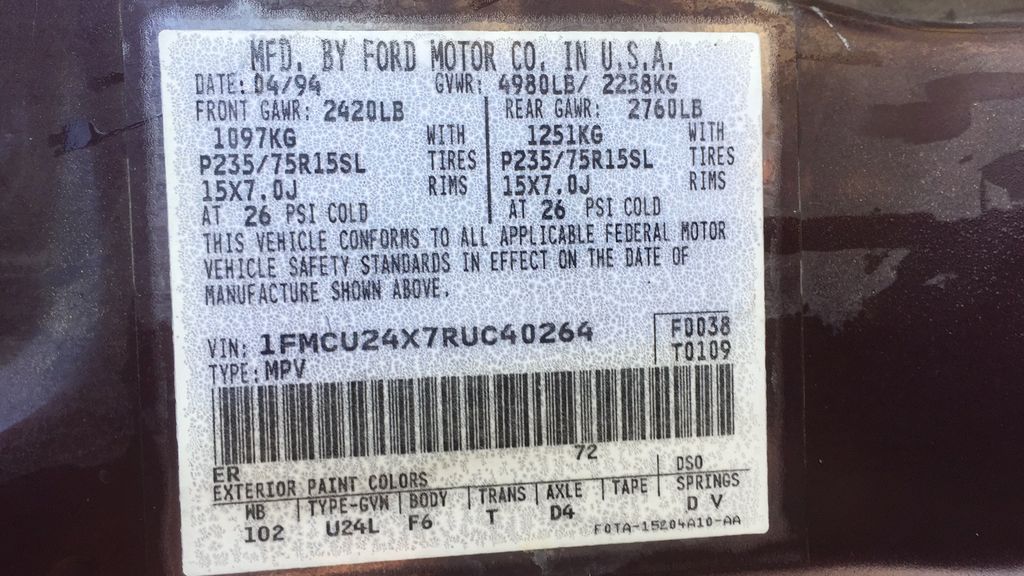 MFD. BY FORD MOTOR CO. IN U.S.A.
DATE: 04/94 GVWR: 4980LB/ 2258KG
FRONT GAWR: 2420LB REAR GAWR: 2760LB
1097KG WITH 1251KG WITH
P235/75R15SL TIRES P235/75R15SL TIRES
15X7.0J RIMS 15X7.0J RIMS
AT 26 PSI COLD AT 26 PSI COLD
THIS VEHICLE CONFORMS TO ALL APPLICABLE FEDERAL MOTOR
VEHICLE SAFETY STANDARDS IN EFFECT ON THE DATE OF
MANUFACTURE SHOWN ABOVE.
VIN: 1FMCU24X7RUC40264 F0038
TYPE: MPV T0109
ER 72
EXTERIOR PAINT COLORS DSO
WB TYPE-GVW BODY TRANS AXLE TAPE SPRINGS
102 U24L F6 T D4 D V
F0TA-15204A10-AA